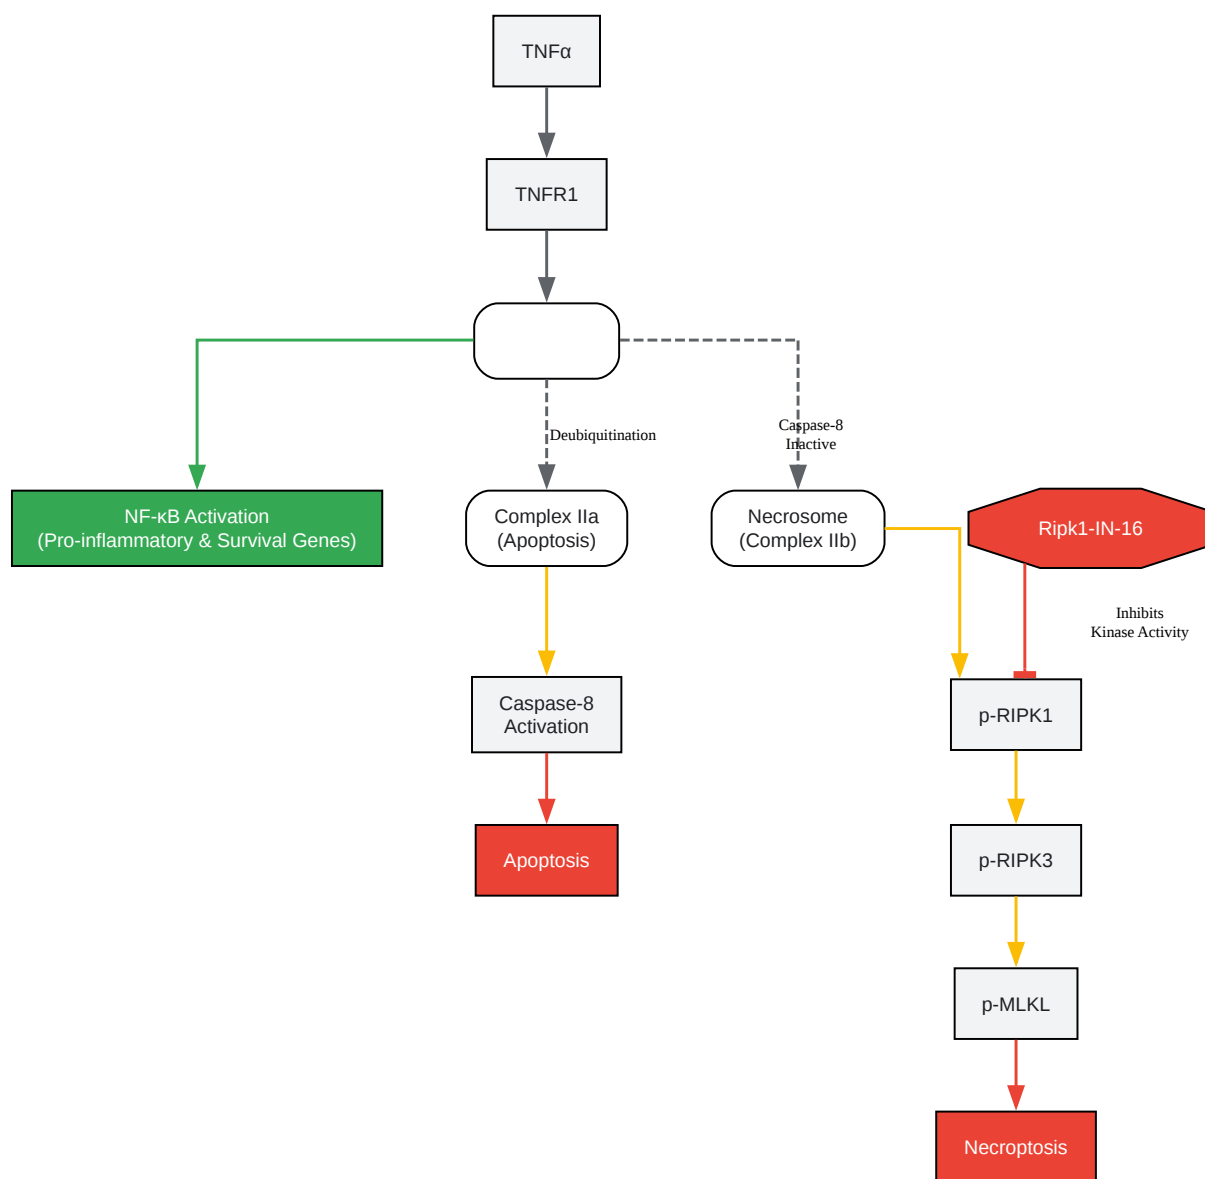 TNFα
TNFR1
Deubiquitination
Caspase-8
Inactive
NF-κB Activation
(Pro-inflammatory & Survival Genes)
Complex IIa
(Apoptosis)
Necrosome
(Complex IIb)
Ripk1-IN-16
Inhibits
Kinase Activity
Caspase-8
Activation
p-RIPK1
Apoptosis
p-RIPK3
p-MLKL
Necroptosis